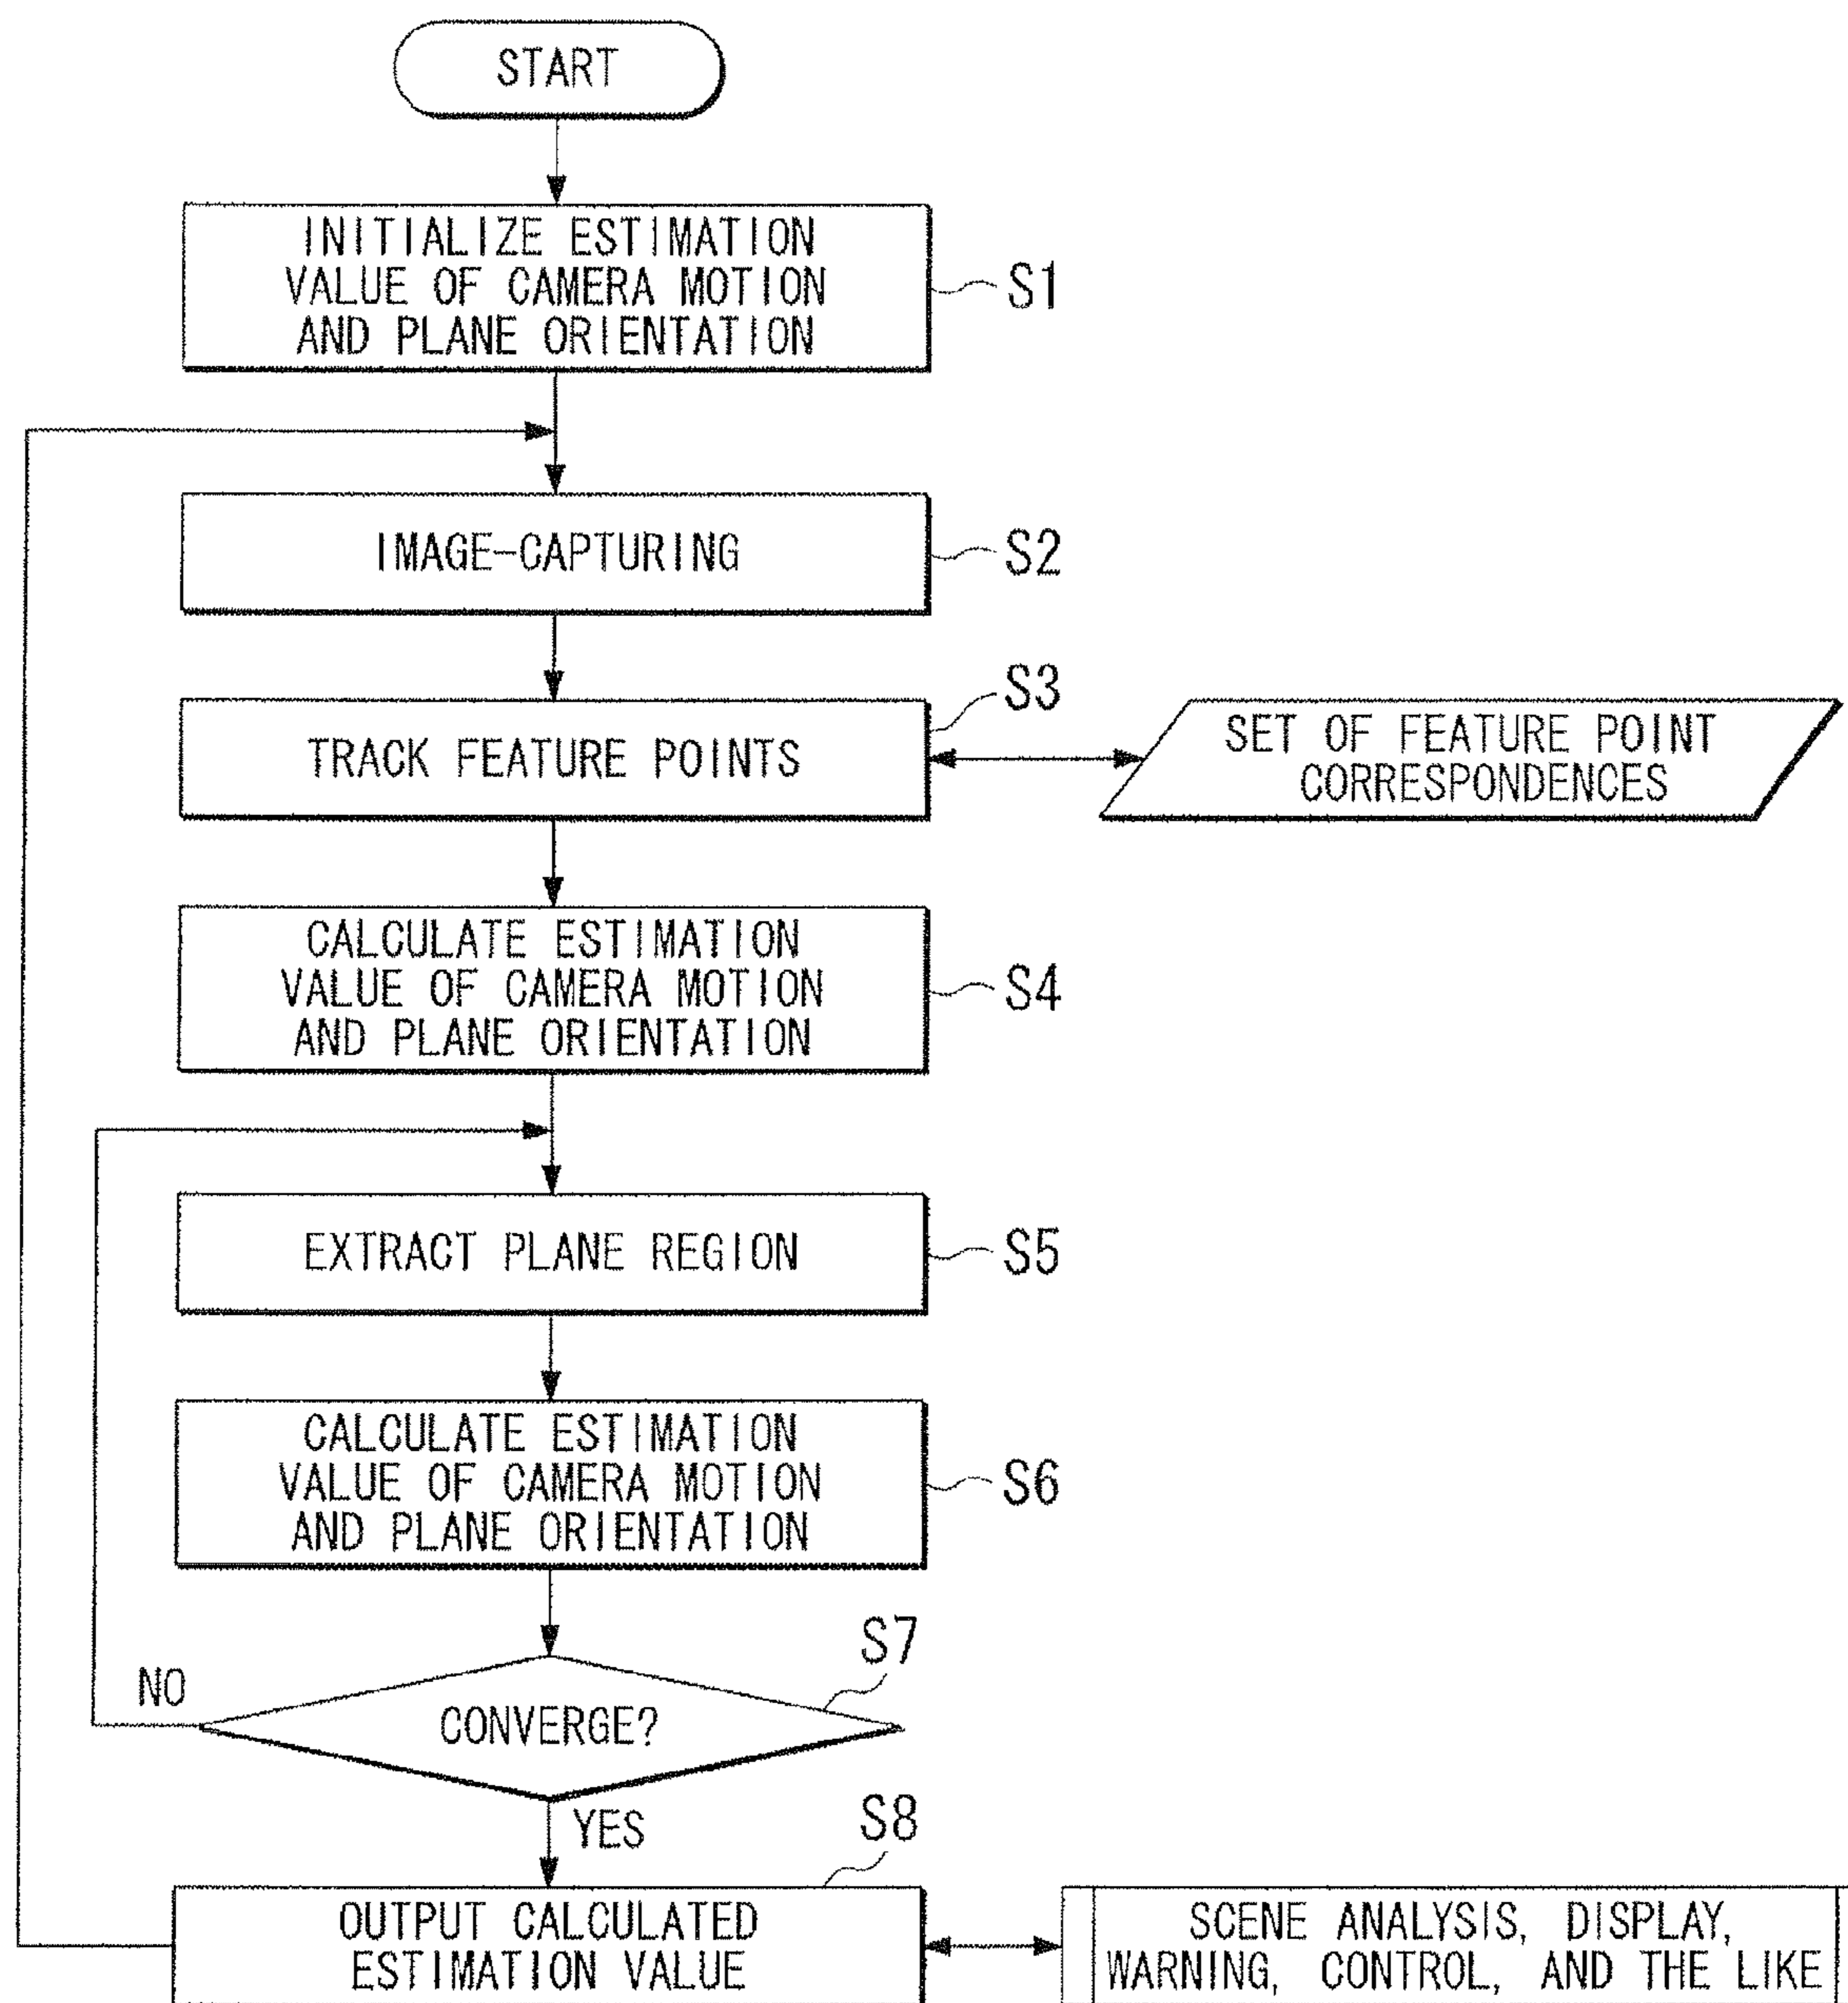 START
INITIALIZE ESTIMATION
VALUE OF CAMERA MOTION
AND PLANE ORIENTATION
S1
IMAGE-CAPTURING
S2
S3
TRACK FEATURE POINTS
SET OF FEATURE POINT
CORRESPONDENCES
CALCULATE ESTIMATION
VALUE OF CAMERA MOTION
AND PLANE ORIENTATION
S4
EXTRACT PLANE REGION
S5
CALCULATE ESTIMATION
VALUE OF CAMERA MOTION
AND PLANE ORIENTATION
S6
S7
NO
CONVERGE?
YES
S8
OUTPUT CALCULATED
ESTIMATION VALUE
SCENE ANALYSIS, DISPLAY,
WARNING, CONTROL, AND THE LIKE